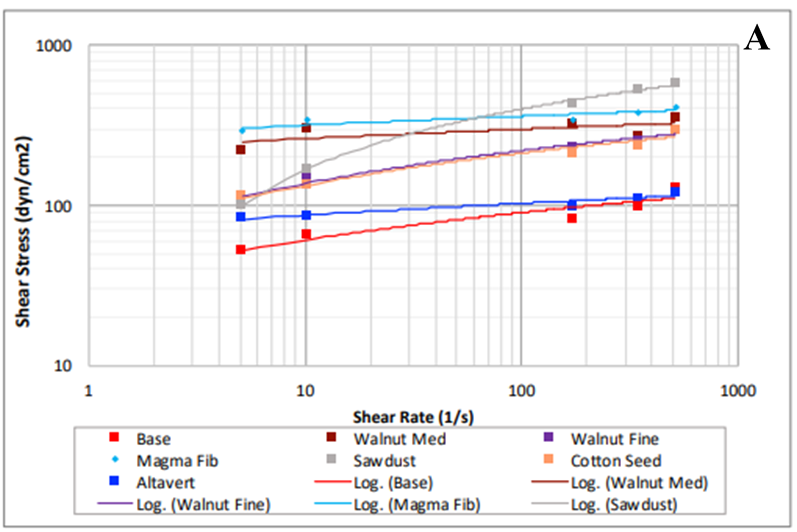 A
1000
100
10
1 10 100 1000
Shear Stress (dyn/cm2)
Shear Rate (1/s)
Base Walnut Med Walnut Fine
Magma Fib Sawdust Cotton Seed
Altavert Log. (Base) Log. (Walnut Med)
Log. (Walnut Fine) Log. (Magma Fib) Log. (Sawdust)